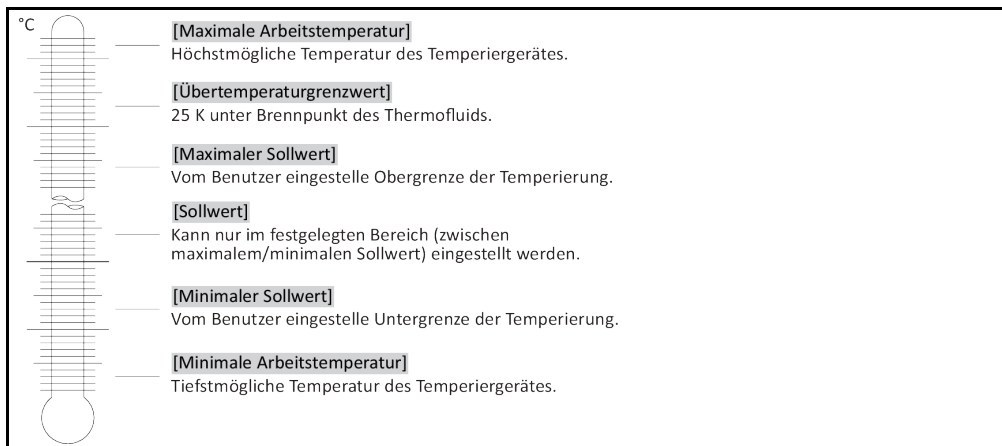 °C
[Maximale Arbeitstemperatur]
Höchstmögliche Temperatur des Temperiergerätes.
[Übertemperaturgrenzwert]
25 K unter Brennpunkt des Thermofluids.
[Maximaler Sollwert]
Vom Benutzer eingestelle Obergrenze der Temperierung.
[Sollwert]
Kann nur im festgelegten Bereich (zwischen
maximalem/minimalen Sollwert) eingestellt werden.
[Minimaler Sollwert]
Vom Benutzer eingestelle Untergrenze der Temperierung.
[Minimale Arbeitstemperatur]
Tiefstmögliche Temperatur des Temperiergerätes.